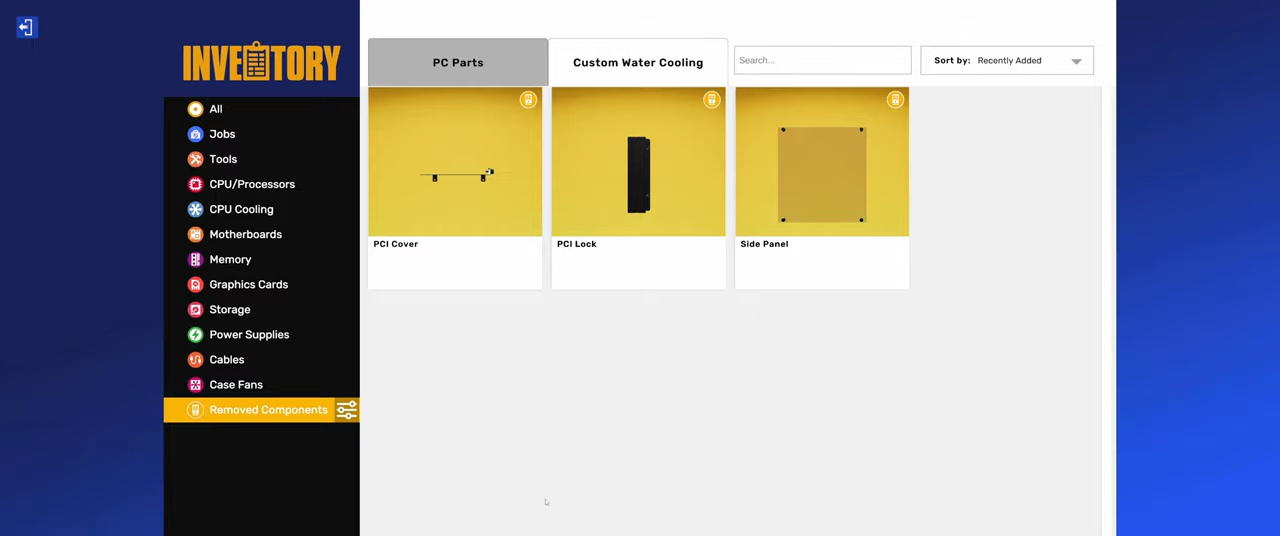 INVENTORY
All
Jobs
Tools
CPU/Processors
CPU Cooling
Motherboards
Memory
Graphics Cards
Storage
Power Supplies
Cables
Case Fans
Removed Components
PC Parts
Custom Water Cooling
Search...
Sort by: Recently Added
PCI Cover
PCI Lock
Side Panel